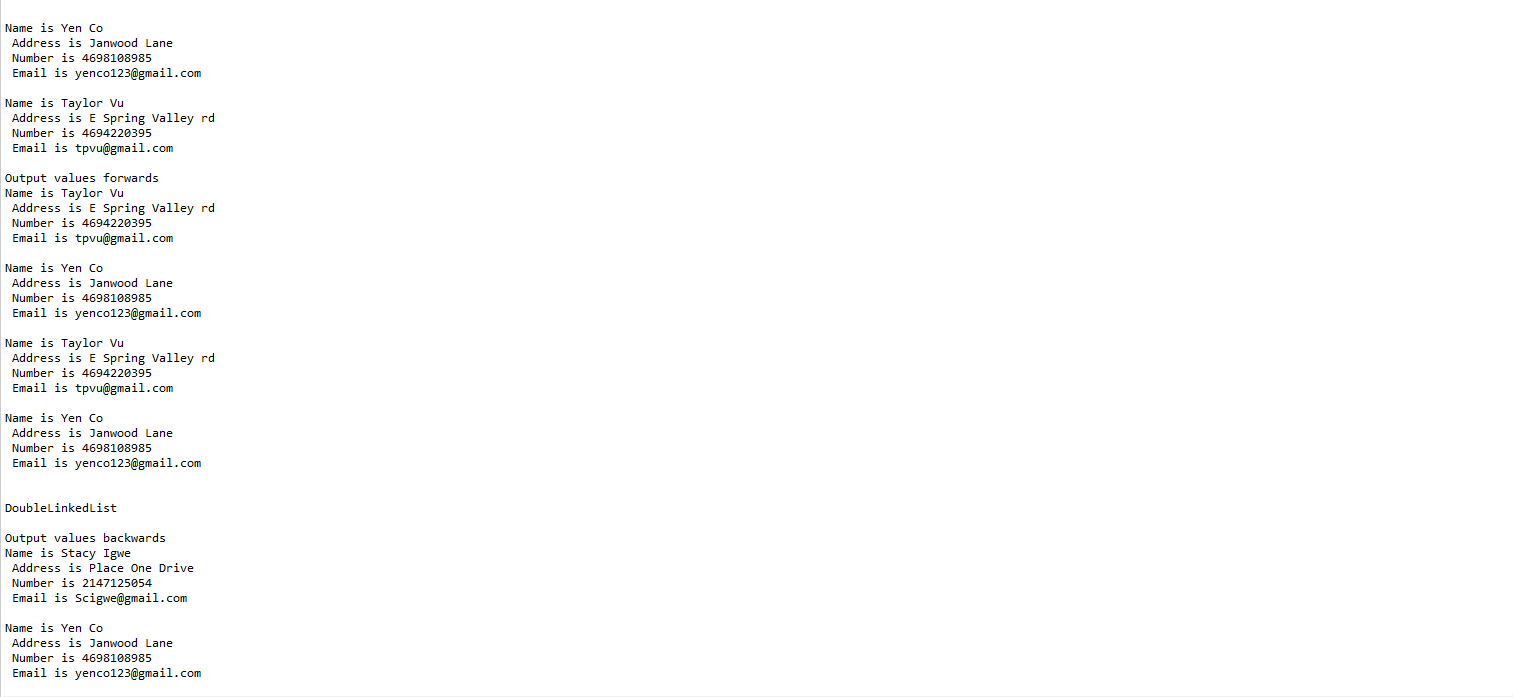 Name is Yen Co
Address is Janwood Lane
Number is 4698108985
Email is yenco123@gmail.com
Name is Taylor Vu
Address is E Spring Valley rd
Number is 4694220395
Email is tpvu@gmail.com
Output values forwards
Name is Taylor Vu
Address is E Spring Valley rd
Number is 4694220395
Email is tpvu@gmail.com
Name is Yen Co
Address is Janwood Lane
Number is 4698108985
Email is yenco123@gmail.com
Name is Taylor Vu
Address is E Spring Valley rd
Number is 4694220395
Email is tpvu@gmail.com
Name is Yen Co
Address is Janwood Lane
Number is 4698108985
Email is yenco123@gmail.com
DoubleLinkedList
Output values backwards
Name is Stacy Igwe
Address is Place One Drive
Number is 2147125054
Email is Scigwe@gmail.com
Name is Yen Co
Address is Janwood Lane
Number is 4698108985
Email is yenco123@gmail.com